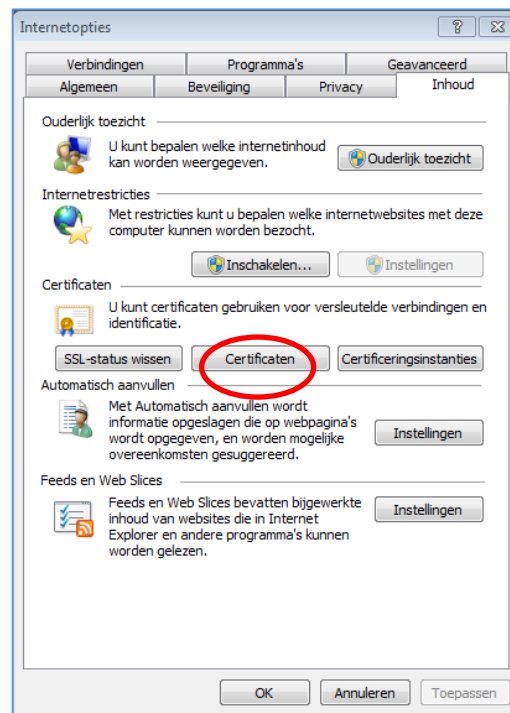 Internetopties
Verbindingen Programma's Geavanceerd
Algemeen Beveiliging Privacy Inhoud
Ouderlijk toezicht
U kunt bepalen welke internetinhoud
kan worden weergegeven.
Ouderlijk toezicht
Internetrestricties
Met restricties kunt u bepalen welke internetwebsites met deze
computer kunnen worden bezocht.
Inschakelen... Instellingen
Certificaten
U kunt certificaten gebruiken voor versleutelde verbindingen en
identificatie.
SSL-status wissen Certificaten Certificeringsinstanties
Automatisch aanvullen
Met Automatisch aanvullen wordt
informatie opgeslagen die op webpagina's
wordt opgegeven, en worden mogelijke
overeenkomsten gesuggereerd.
Instellingen
Feeds en Web Slices
Feeds en Web Slices bevatten bijgewerkte
inhoud van websites die in Internet
Explorer en andere programma's kunnen
worden gelezen.
Instellingen
OK Annuleren Toepassen